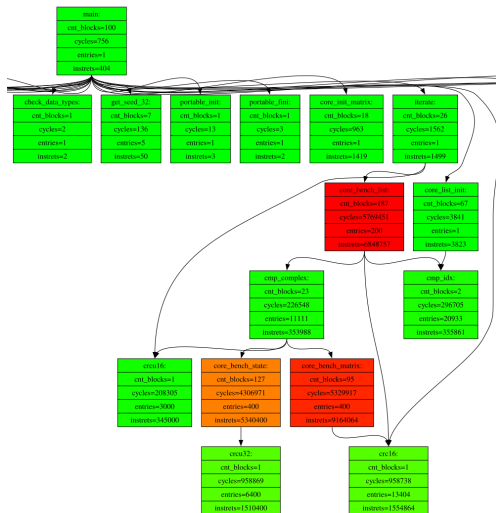 main:
cnt_blocks=100
cycles=756
entries=1
instrets=404
check_data_types:
cnt_blocks=1
cycles=2
entries=1
instrets=2
get_seed_32:
cnt_blocks=7
cycles=136
entries=5
instrets=50
portable_init:
cnt_blocks=1
cycles=13
entries=1
instrets=3
portable_fini:
cnt_blocks=1
cycles=3
entries=1
instrets=2
core_init_matrix:
cnt_blocks=18
cycles=963
entries=1
instrets=1419
iterate:
cnt_blocks=26
cycles=1562
entries=1
instrets=1499
core_bench_list:
cnt_blocks=187
cycles=5769451
entries=200
instrets=6848757
core_list_init:
cnt_blocks=67
cycles=3841
entries=1
instrets=3823
cmp_complex:
cnt_blocks=23
cycles=226548
entries=11111
instrets=353988
cmp_idx:
cnt_blocks=2
cycles=296705
entries=20933
instrets=355861
crcu16:
cnt_blocks=1
cycles=208305
entries=3000
instrets=345000
core_bench_state:
cnt_blocks=127
cycles=4306971
entries=400
instrets=5340400
core_bench_matrix:
cnt_blocks=95
cycles=5329917
entries=400
instrets=9164064
crcu32:
cnt_blocks=1
cycles=958869
entries=6400
instrets=1510400
crc16:
cnt_blocks=1
cycles=958738
entries=13404
instrets=1554864